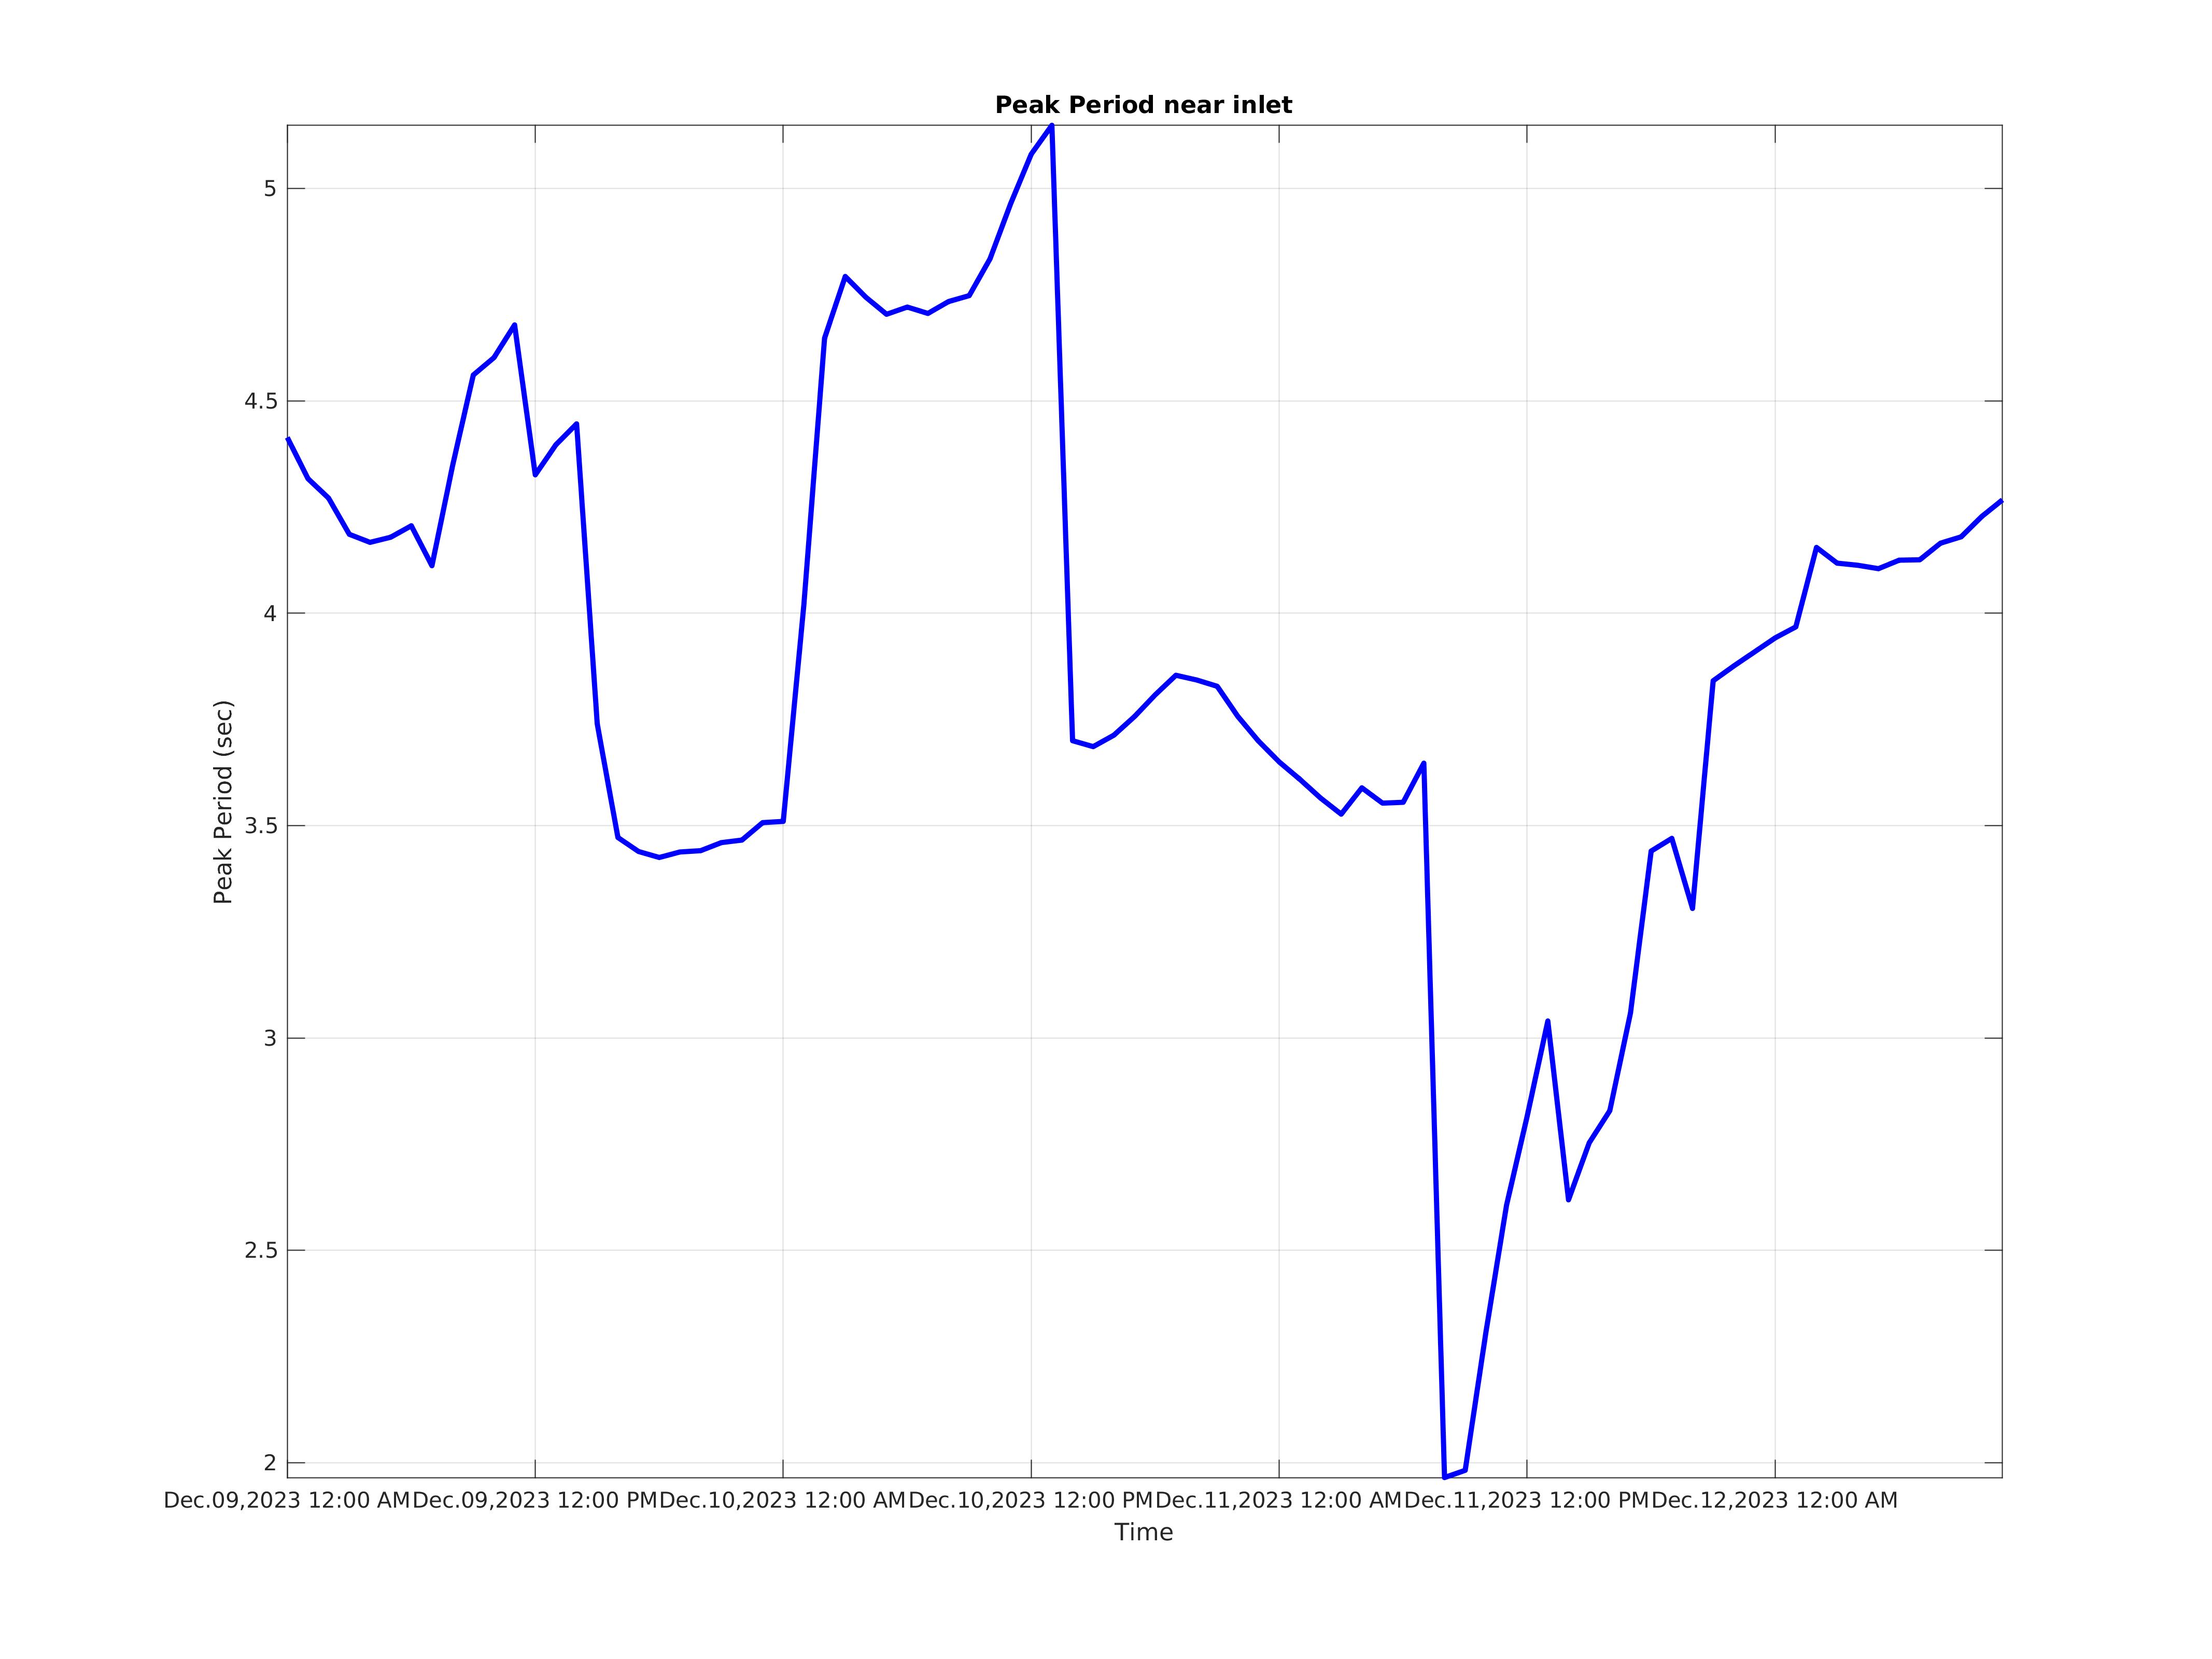 Peak Period near inlet
5
4.5
4
3.5
3
2.5
2
Peak Period (sec)
Dec.09,2023 12:00 AM Dec.09,2023 12:00 PM Dec.10,2023 12:00 AM Dec.10,2023 12:00 PM Dec.11,2023 12:00 AM Dec.11,2023 12:00 PM Dec.12,2023 12:00 AM
Time